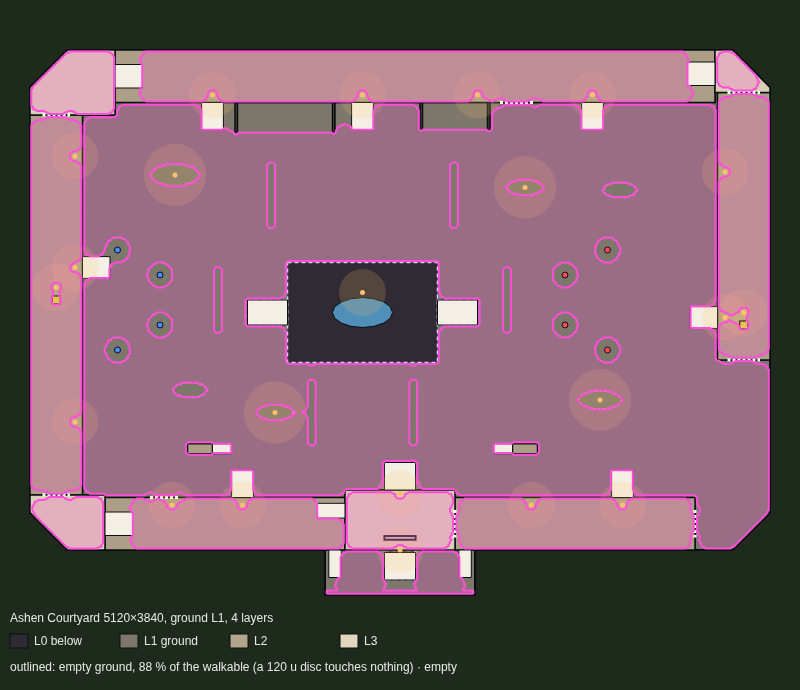 Ashen Courtyard 5120×3840, ground L1, 4 layers
L0 below
L1 ground
L2
L3
outlined: empty ground, 88 % of the walkable (a 120 u disc touches nothing) · empty